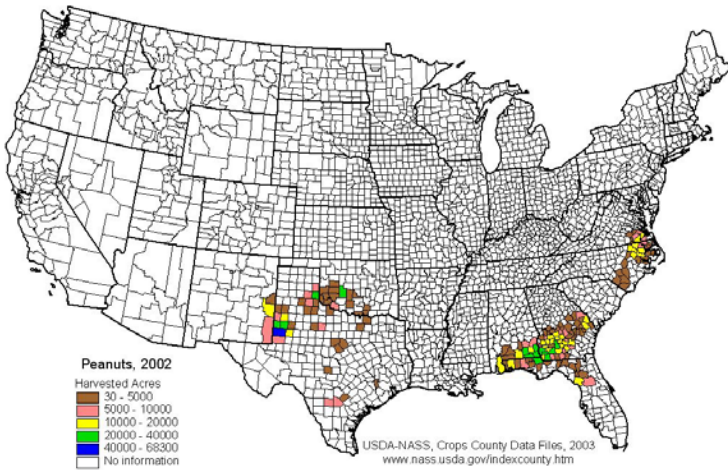 Peanuts, 2002
Harvested Acres
30 - 5000
5000 - 10000
10000 - 20000
20000 - 40000
40000 - 68300
No information
USDA-NASS, Crops County Data Files, 2003
www.nass.usda.gov/indexcounty.htm